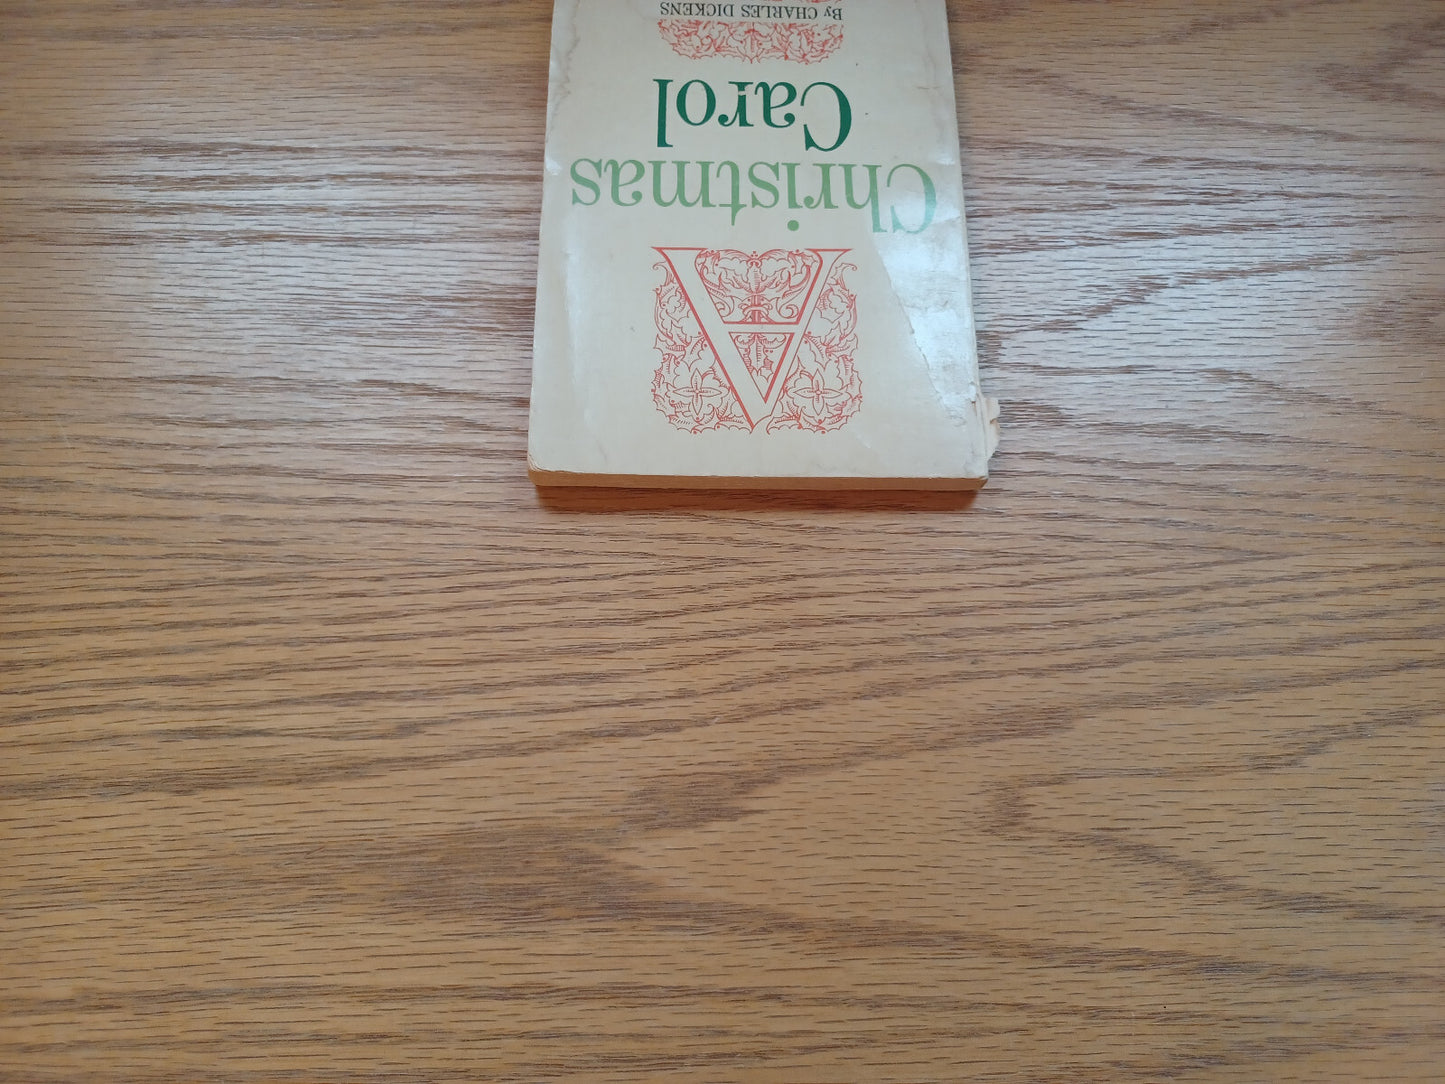 A
Christmas
Carol
By CHARLES DICKENS